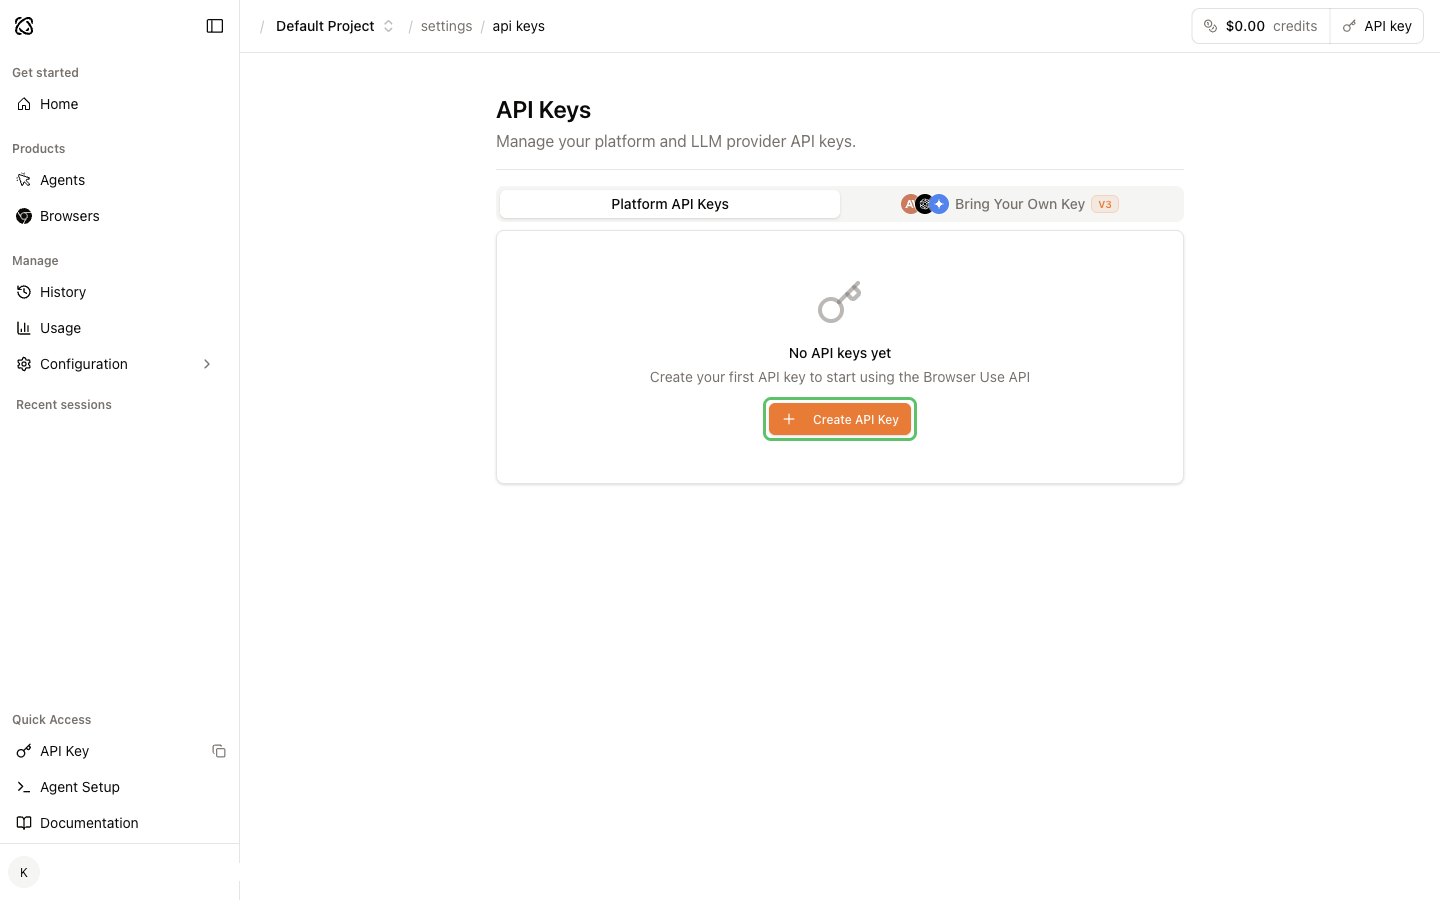 / Default Project / settings / api keys
$0.00 credits
API key
Get started
Home
Products
Agents
Browsers
Manage
History
Usage
Configuration
Recent sessions
Quick Access
API Key
Agent Setup
Documentation
K
API Keys
Manage your platform and LLM provider API keys.
Platform API Keys
Bring Your Own Key V3
No API keys yet
Create your first API key to start using the Browser Use API
Create API Key